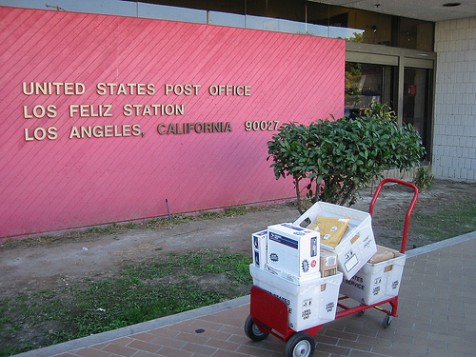 UNITED STATES POST OFFICE
LOS FELIZ STATION
LOS ANGELES, CALIFORNIA 90027